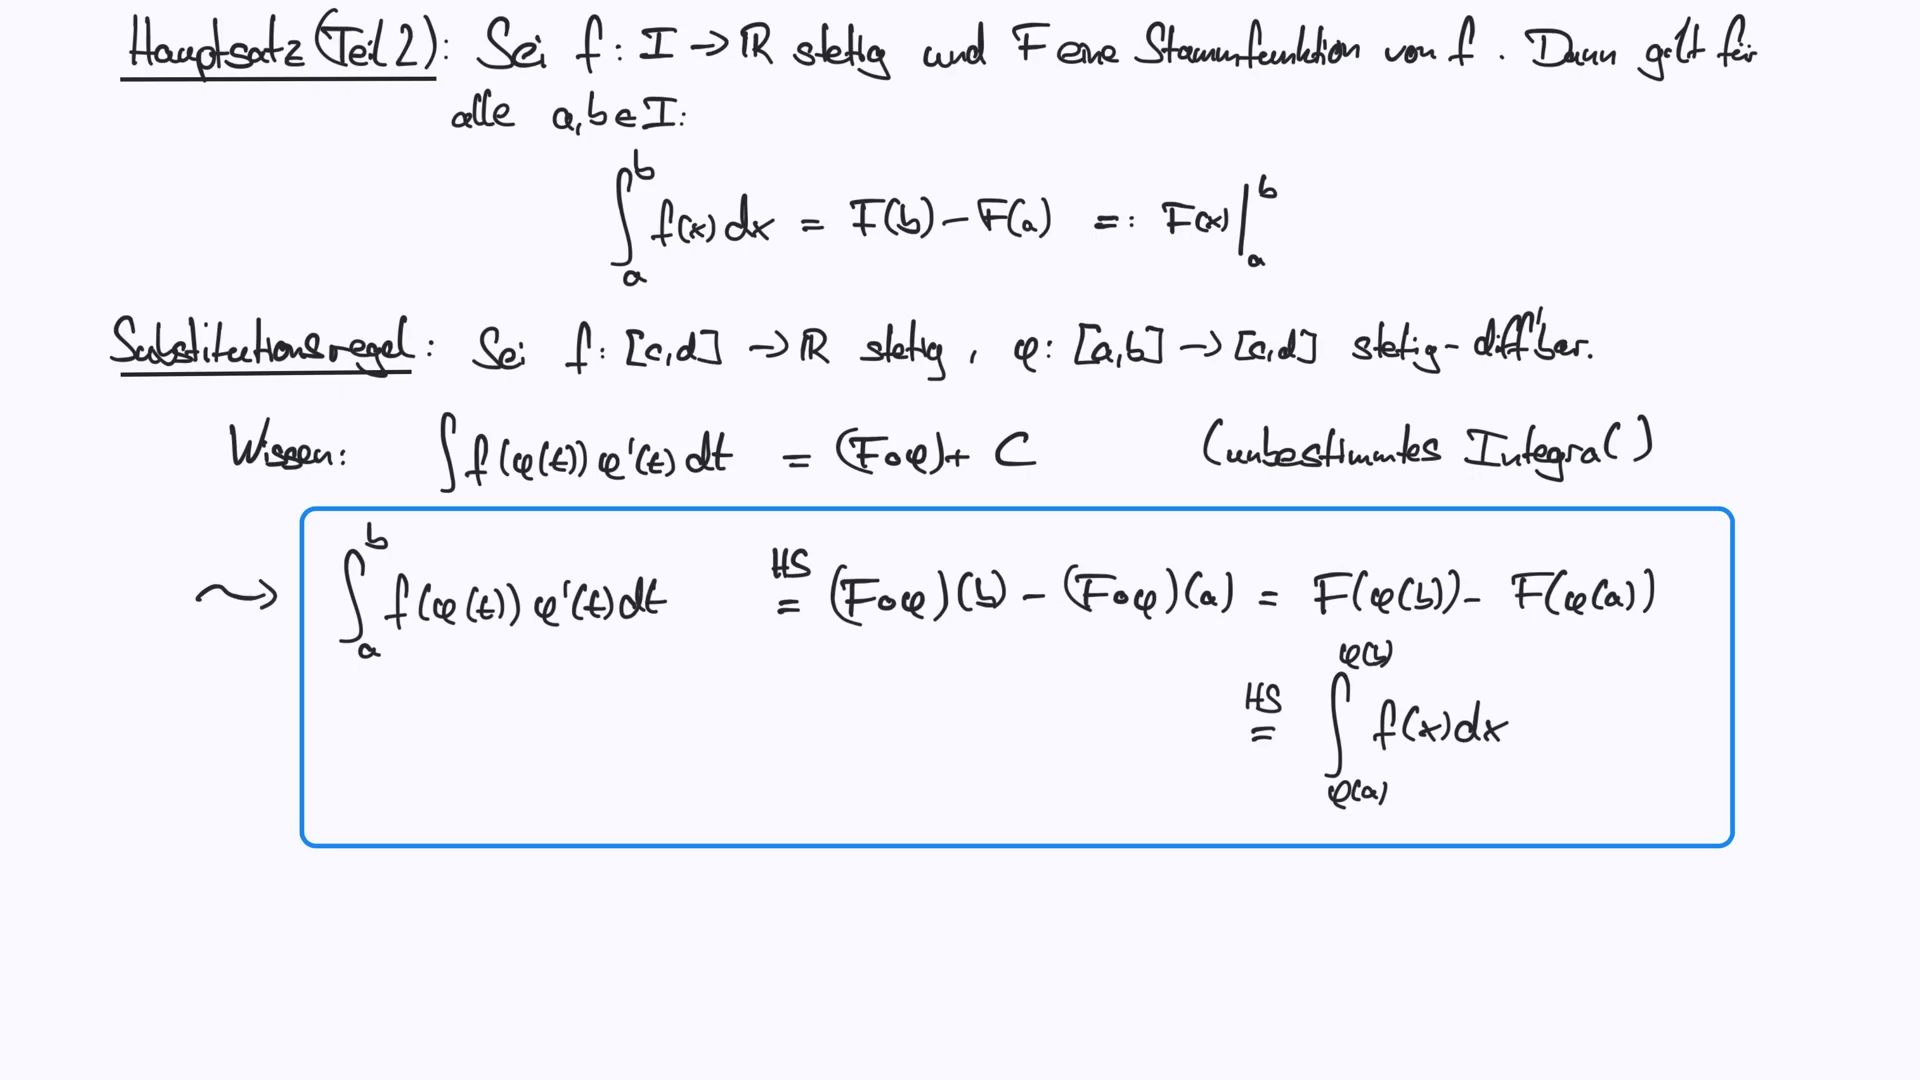 Hauptsatz (Teil 2): Sei f: I → ℝ stetig und F eine Stammfunktion von f. Dann gilt für
alle a,b ∈ I:
∫_a^b f(x) dx = F(b) − F(a) =: F(x)|_a^b
Substitutionsregel: Sei f: [c,d] → ℝ stetig, φ: [a,b] → [c,d] stetig-diff'bar.
Wissen: ∫ f(φ(t)) φ'(t) dt = (F∘φ) + C (unbestimmtes Integral)
⇝ ∫_a^b f(φ(t)) φ'(t) dt =^HS (F∘φ)(b) − (F∘φ)(a) = F(φ(b)) − F(φ(a))
=^HS ∫_φ(a)^φ(b) f(x) dx